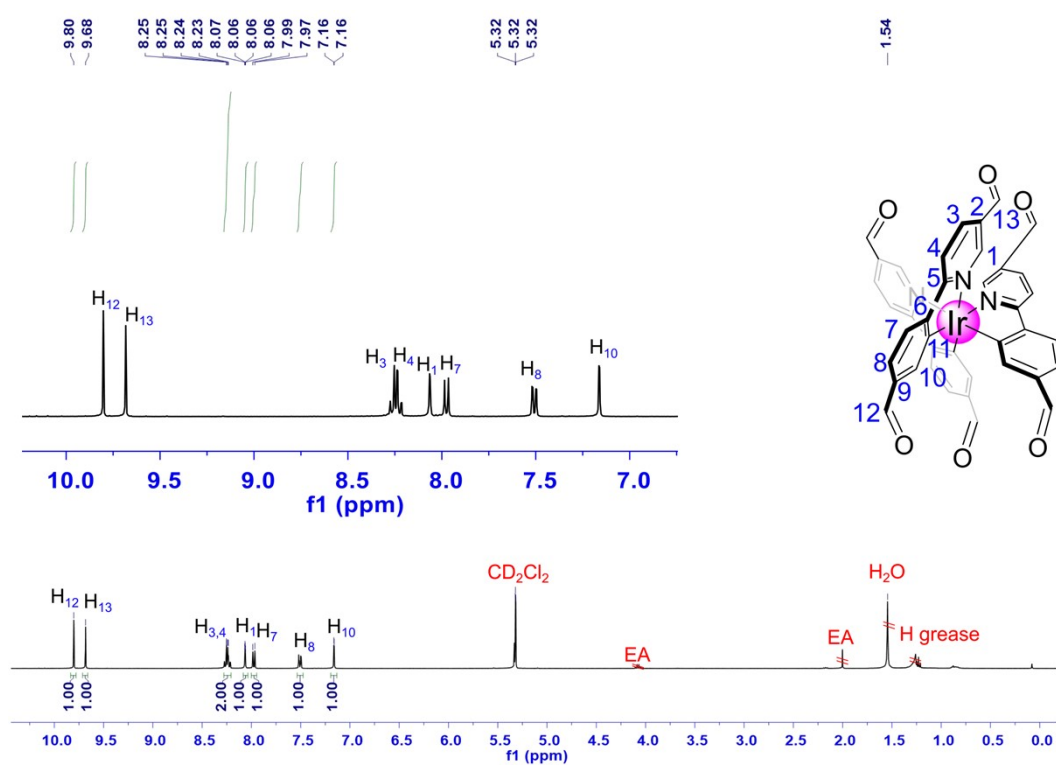 9.80
9.68
8.25
8.25
8.24
8.23
8.07
8.06
8.06
8.06
7.99
7.97
7.16
7.16
5.32
5.32
5.32
1.54
H12
H13
H3
H4
H1
H7
H8
H10
10.0 9.5 9.0 8.5 8.0 7.5 7.0
f1 (ppm)
O
O
O
13
2
3
4
1
5
N
N
N
6
Ir
7
11
8
10
9
12
O
O
O
CD2Cl2
H2O
H12
H13
H3,4
H1
H7
H8
H10
EA
EA
H grease
1.00
1.00
2.00
1.00
1.00
1.00
1.00
10.0 9.5 9.0 8.5 8.0 7.5 7.0 6.5 6.0 5.5 5.0 4.5 4.0 3.5 3.0 2.5 2.0 1.5 1.0 0.5 0.0
f1 (ppm)